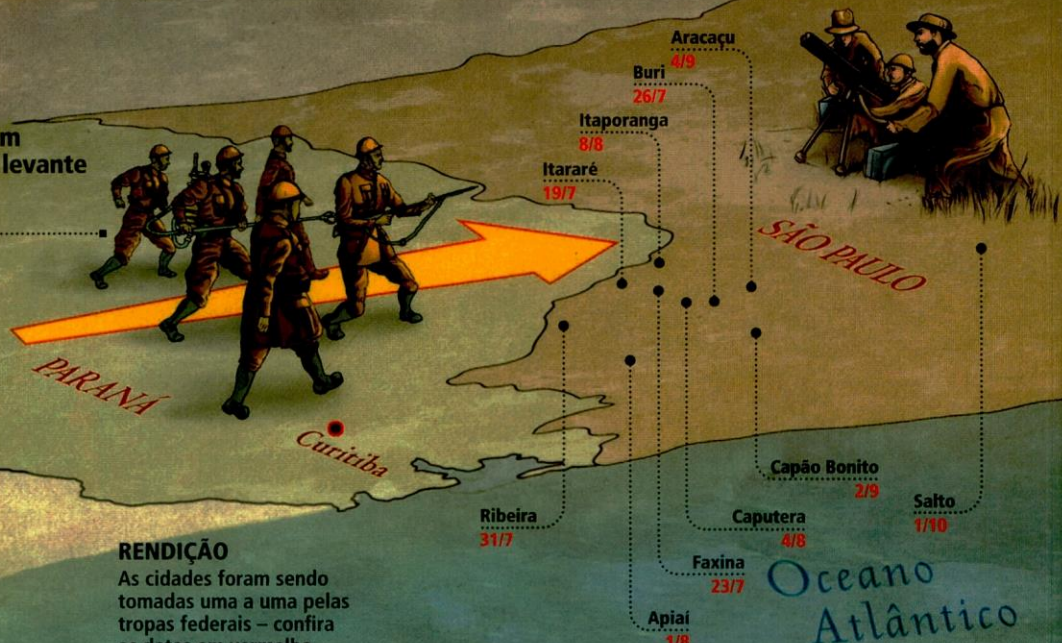 m
levante
Aracaçu
4/9
Buri
26/7
Itaporanga
8/8
Itararé
19/7
SÃO PAULO
PARANÁ
Curitiba
Capão Bonito
2/9
Salto
1/10
Ribeira
31/7
Caputera
4/8
Faxina
23/7
Apiaí
1/8
Oceano
Atlântico
RENDIÇÃO
As cidades foram sendo
tomadas uma a uma pelas
tropas federais – confira